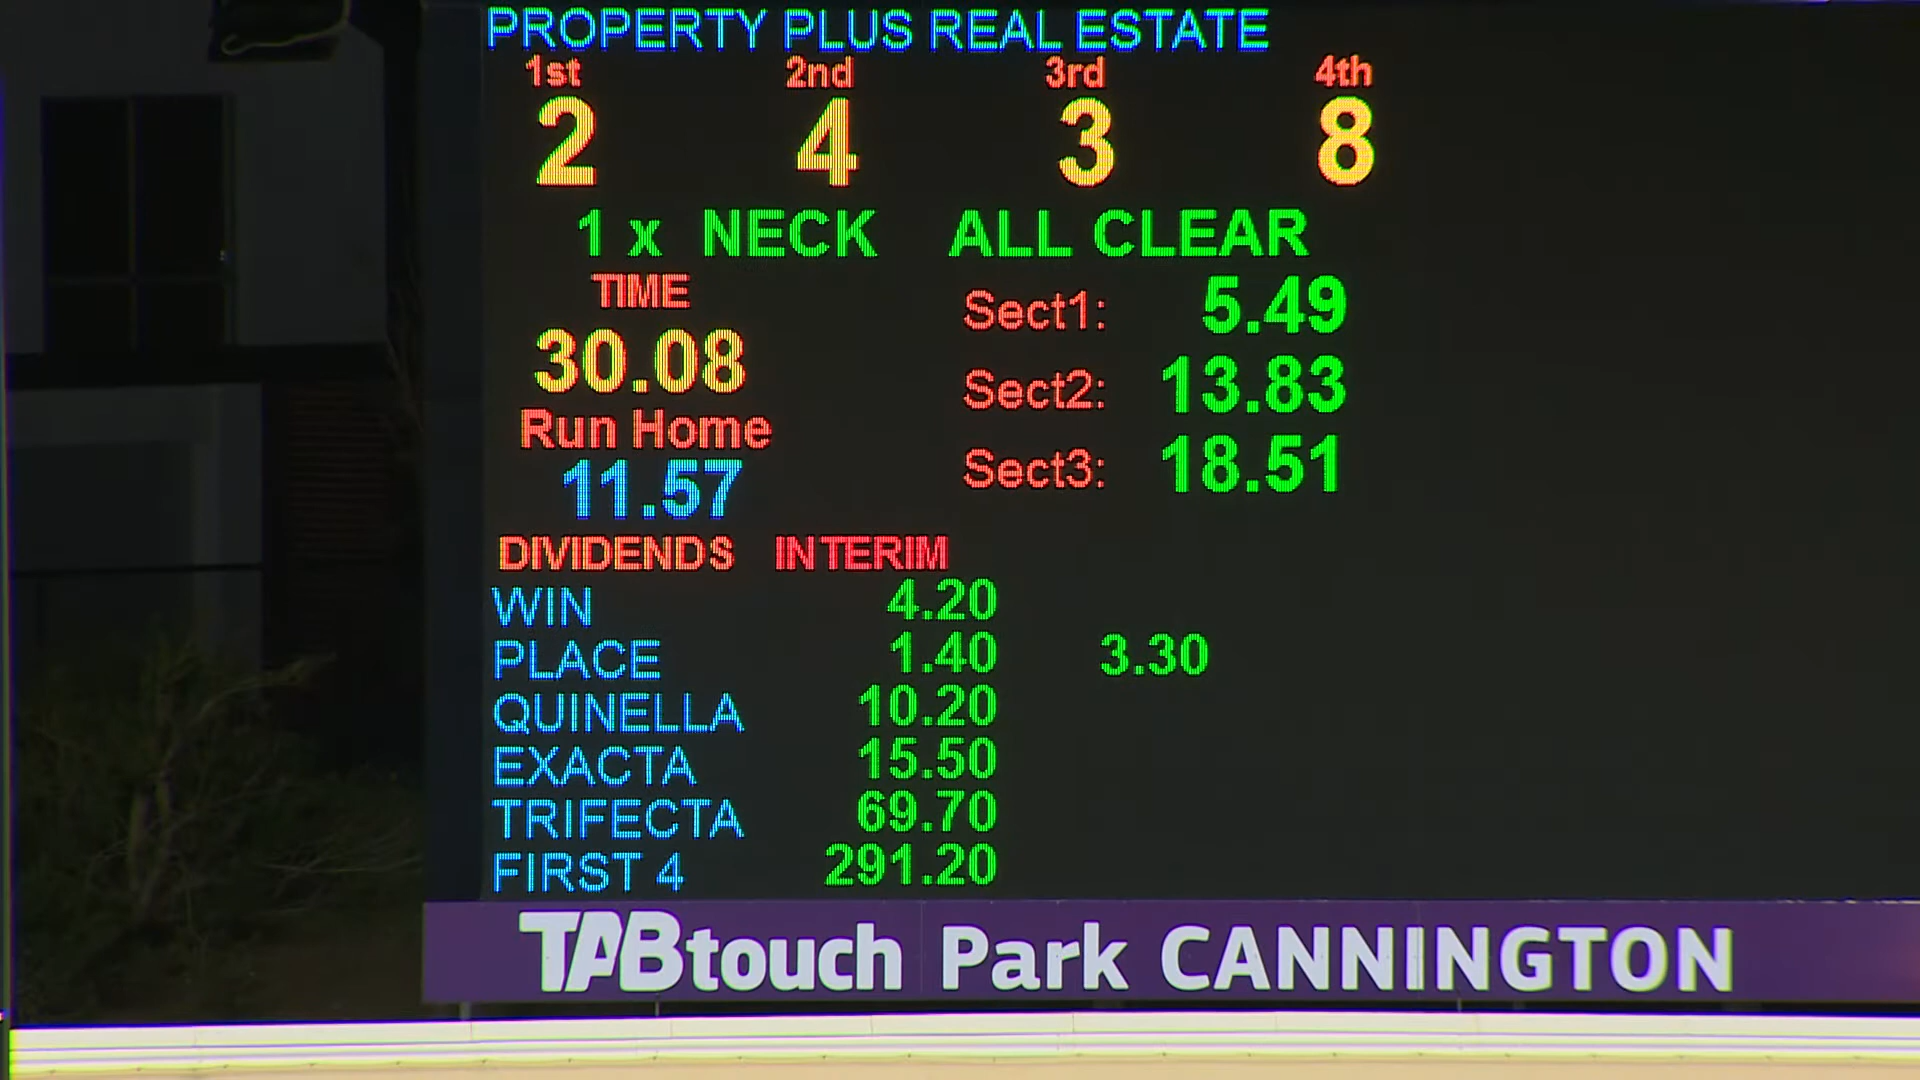 PROPERTY PLUS REAL ESTATE
1st 2nd 3rd 4th
2 4 3 8
1 x NECK ALL CLEAR
TIME
Sect1: 5.49
30.08
Sect2: 13.83
Run Home
Sect3: 18.51
11.57
DIVIDENDS INTERIM
WIN 4.20
PLACE 1.40 3.30
QUINELLA 10.20
EXACTA 15.50
TRIFECTA 69.70
FIRST 4 291.20
TABtouch Park CANNINGTON